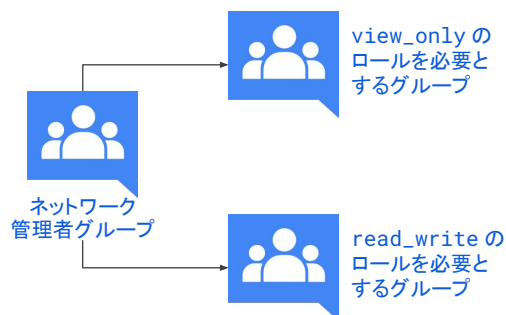 view_only の
ロールを必要と
するグループ
ネットワーク
管理者グループ
read_write の
ロールを必要と
するグループ